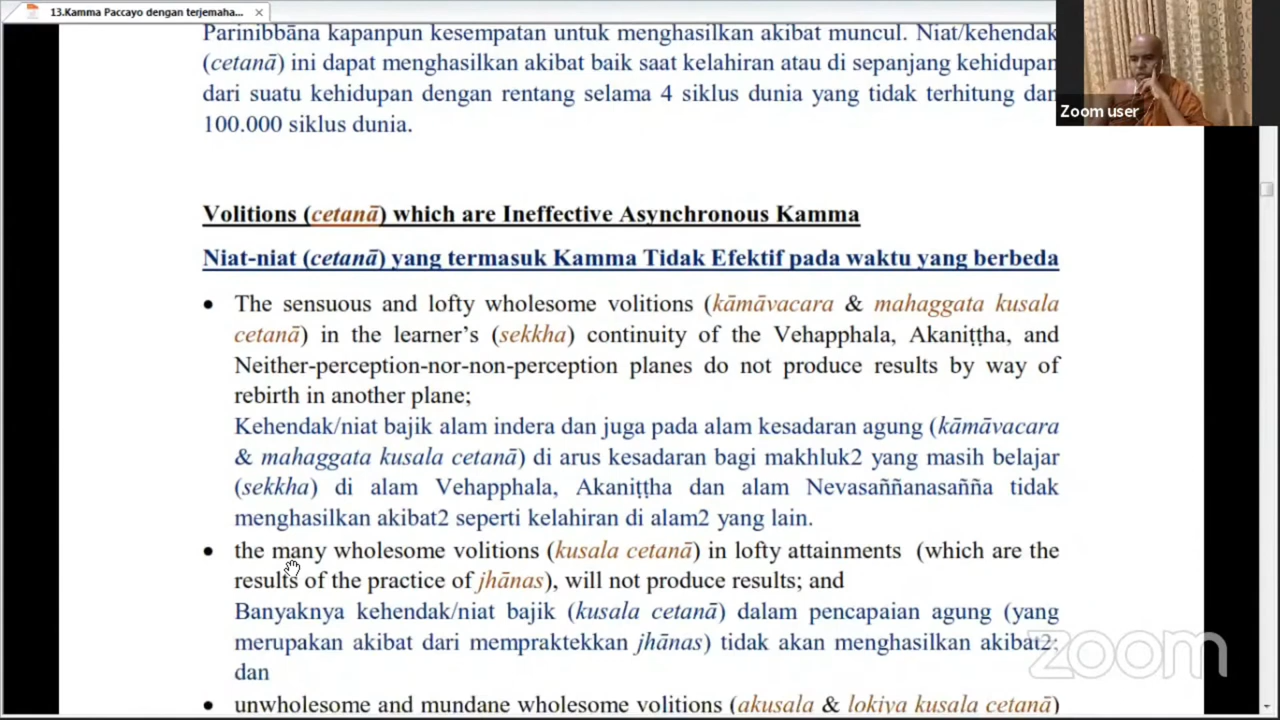 13.Kamma Paccayo dengan terjemaha...
Parinibbāna kapanpun kesempatan untuk menghasilkan akibat muncul. Niat/kehendak
(cetanā) ini dapat menghasilkan akibat baik saat kelahiran atau di sepanjang kehidupan
dari suatu kehidupan dengan rentang selama 4 siklus dunia yang tidak terhitung dan
100.000 siklus dunia.
Zoom user
Volitions (cetanā) which are Ineffective Asynchronous Kamma
Niat-niat (cetanā) yang termasuk Kamma Tidak Efektif pada waktu yang berbeda
• The sensuous and lofty wholesome volitions (kāmāvacara & mahaggata kusala
cetanā) in the learner's (sekkha) continuity of the Vehapphala, Akaniṭṭha, and
Neither-perception-nor-non-perception planes do not produce results by way of
rebirth in another plane;
Kehendak/niat bajik alam indera dan juga pada alam kesadaran agung (kāmāvacara
& mahaggata kusala cetanā) di arus kesadaran bagi makhluk2 yang masih belajar
(sekkha) di alam Vehapphala, Akaniṭṭha dan alam Nevasaññanasañña tidak
menghasilkan akibat2 seperti kelahiran di alam2 yang lain.
• the many wholesome volitions (kusala cetanā) in lofty attainments (which are the
results of the practice of jhānas), will not produce results; and
Banyaknya kehendak/niat bajik (kusala cetanā) dalam pencapaian agung (yang
merupakan akibat dari mempraktekkan jhānas) tidak akan menghasilkan akibat2;
dan
• unwholesome and mundane wholesome volitions (akusala & lokiya kusala cetanā)
zoom